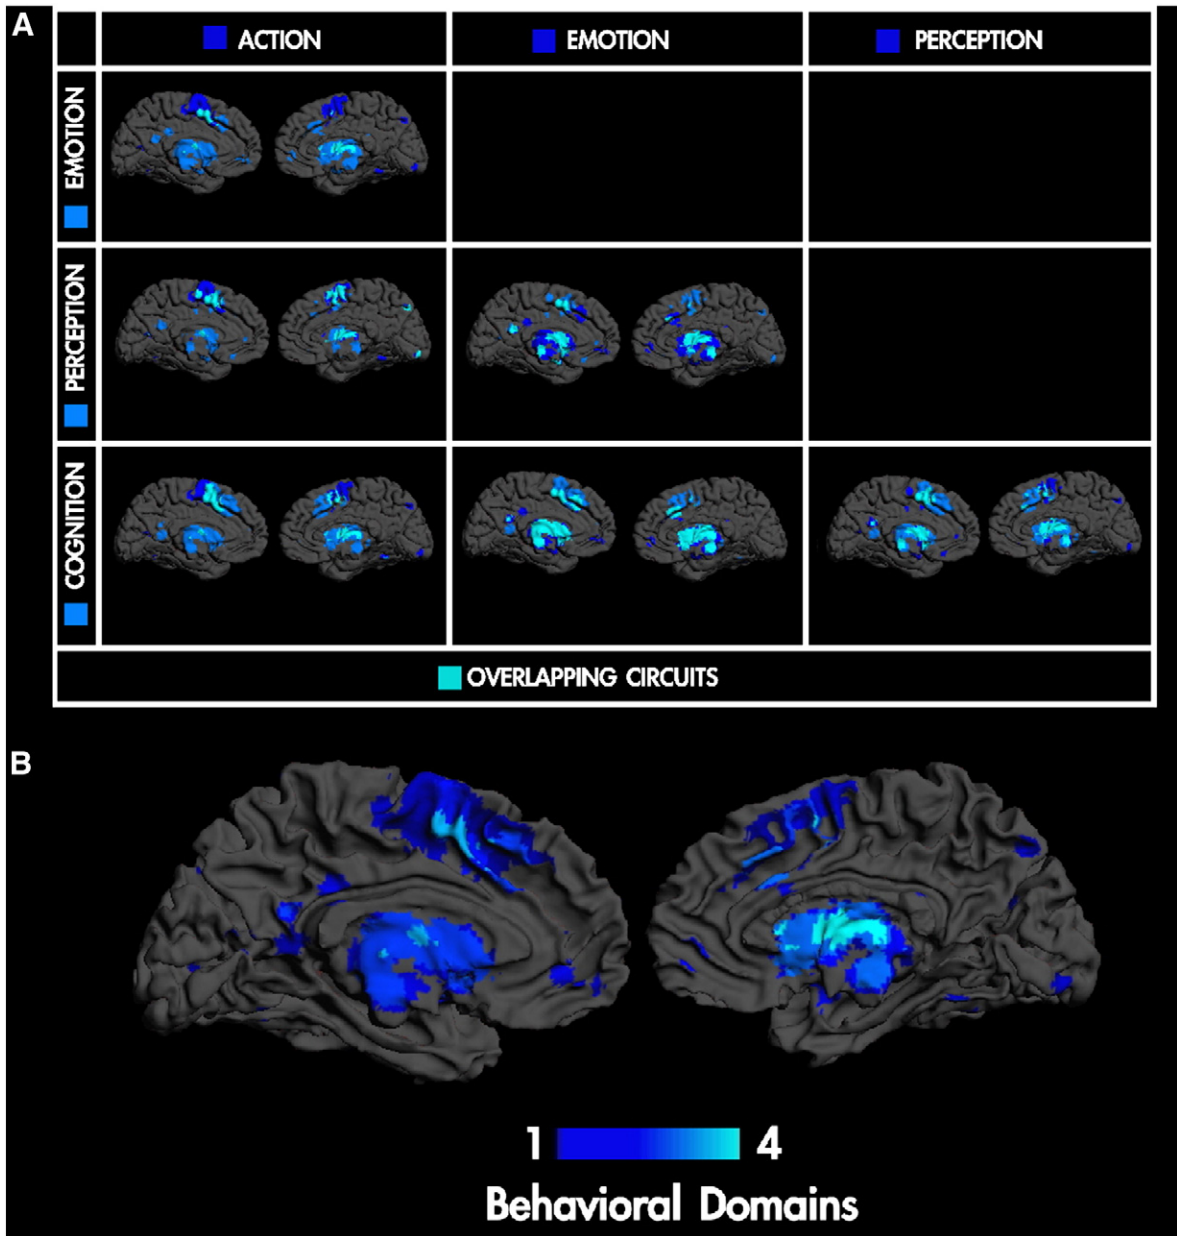 A
ACTION
EMOTION
PERCEPTION
EMOTION
PERCEPTION
COGNITION
OVERLAPPING CIRCUITS
B
1
4
Behavioral Domains